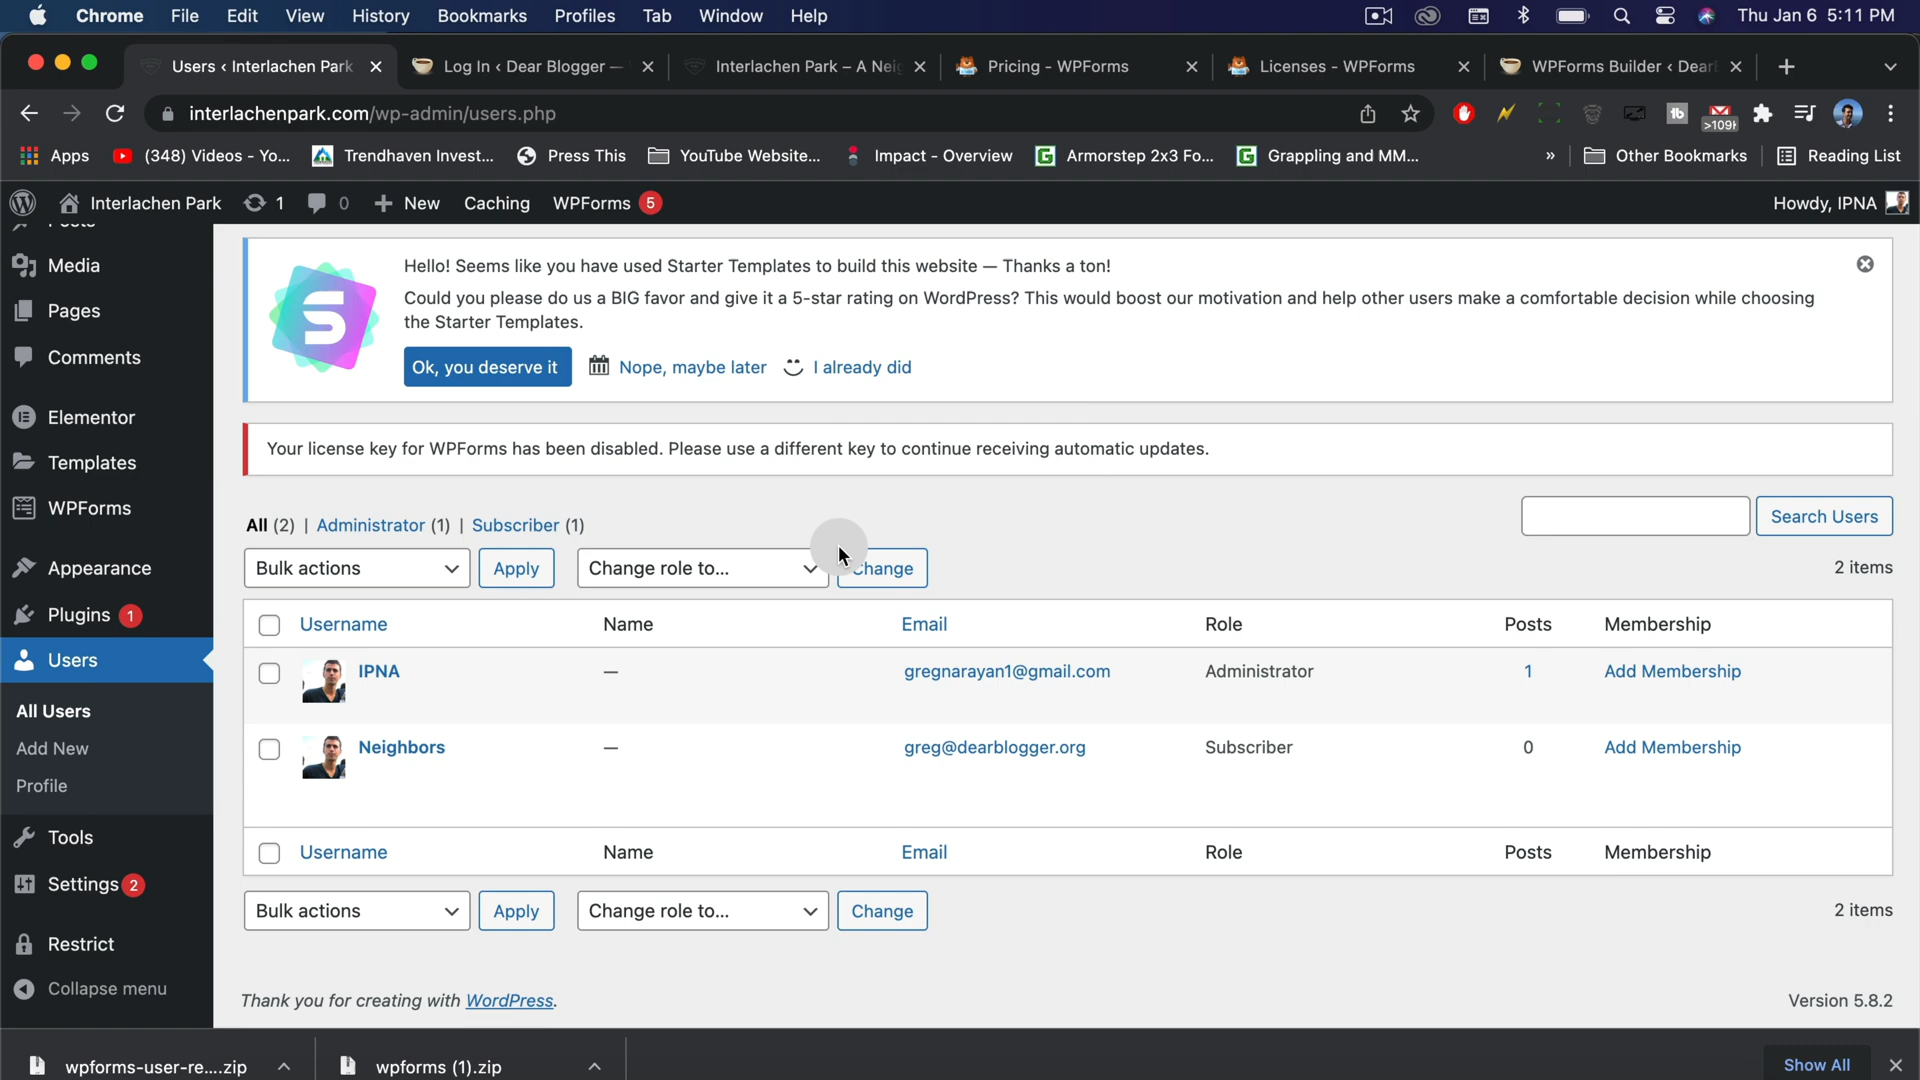 Chrome File Edit View History Bookmarks Profiles Tab Window Help Thu Jan 6 5:11 PM
Users ‹ Interlachen Park Log In ‹ Dear Blogger — Interlachen Park – A Nei Pricing - WPForms Licenses - WPForms WPForms Builder ‹ Dear
interlachenpark.com/wp-admin/users.php >109k
Apps (348) Videos - Yo... Trendhaven Invest... Press This YouTube Website... Impact - Overview Armorstep 2x3 Fo... Grappling and MM... » Other Bookmarks Reading List
Interlachen Park 1 0 New Caching WPForms 5 Howdy, IPNA
Posts
Media
Pages
Comments
Elementor
Templates
WPForms
Appearance
Plugins 1
Users
All Users
Add New
Profile
Tools
Settings 2
Restrict
Collapse menu
Hello! Seems like you have used Starter Templates to build this website — Thanks a ton!
Could you please do us a BIG favor and give it a 5-star rating on WordPress? This would boost our motivation and help other users make a comfortable decision while choosing
the Starter Templates.
Ok, you deserve it Nope, maybe later I already did
Your license key for WPForms has been disabled. Please use a different key to continue receiving automatic updates.
All (2) | Administrator (1) | Subscriber (1) Search Users
Bulk actions Apply Change role to... Change 2 items
Username Name Email Role Posts Membership
IPNA — gregnarayan1@gmail.com Administrator 1 Add Membership
Neighbors — greg@dearblogger.org Subscriber 0 Add Membership
Username Name Email Role Posts Membership
Bulk actions Apply Change role to... Change 2 items
Thank you for creating with WordPress. Version 5.8.2
wpforms-user-re....zip wpforms (1).zip Show All